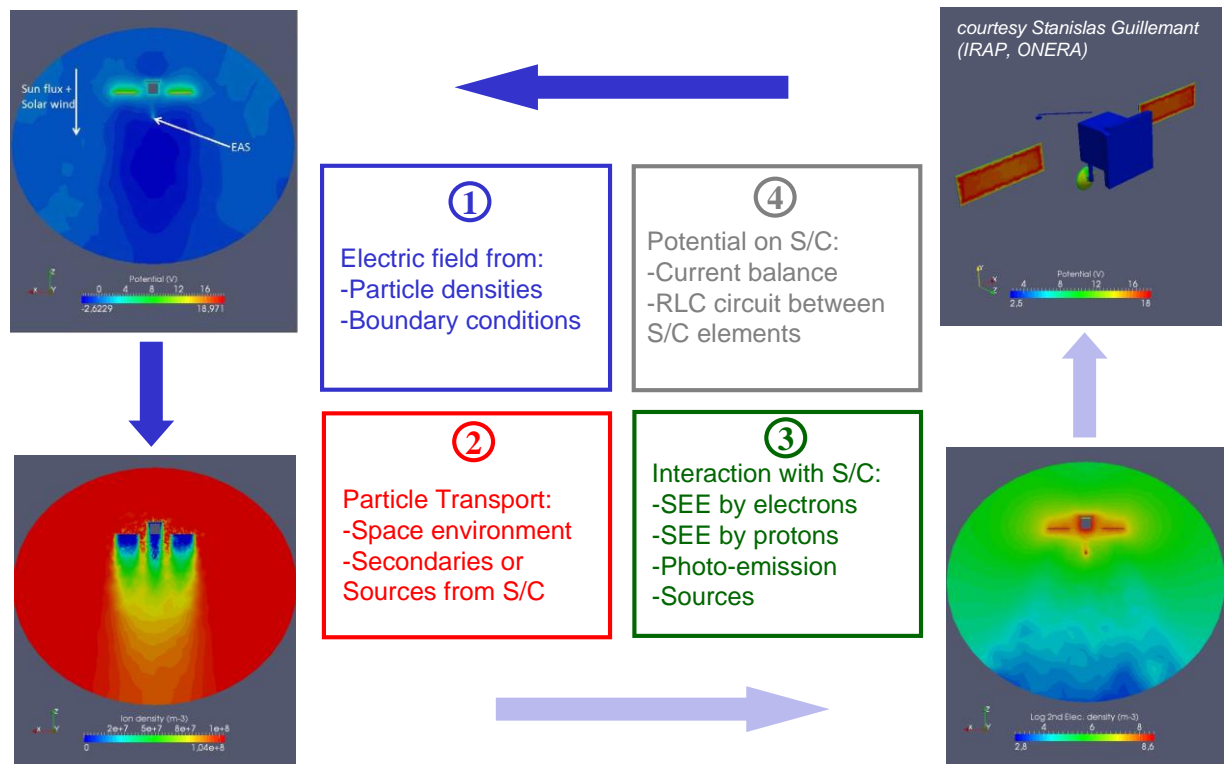 Sun flux +
Solar wind
EAS
Potential (V)
-4 0 4 8 12 16
-2,6229 18,971
courtesy Stanislas Guillemant
(IRAP, ONERA)
Potential (V)
4 8 12 16
2,5 18
1
Electric field from:
-Particle densities
-Boundary conditions
4
Potential on S/C:
-Current balance
-RLC circuit between
S/C elements
2
Particle Transport:
-Space environment
-Secondaries or
Sources from S/C
3
Interaction with S/C:
-SEE by electrons
-SEE by protons
-Photo-emission
-Sources
Ion density (m-3)
2e+7 5e+7 8e+7 1e+8
0 1,04e+8
Log 2nd Elec. density (m-3)
4 6 8
2,8 8,6